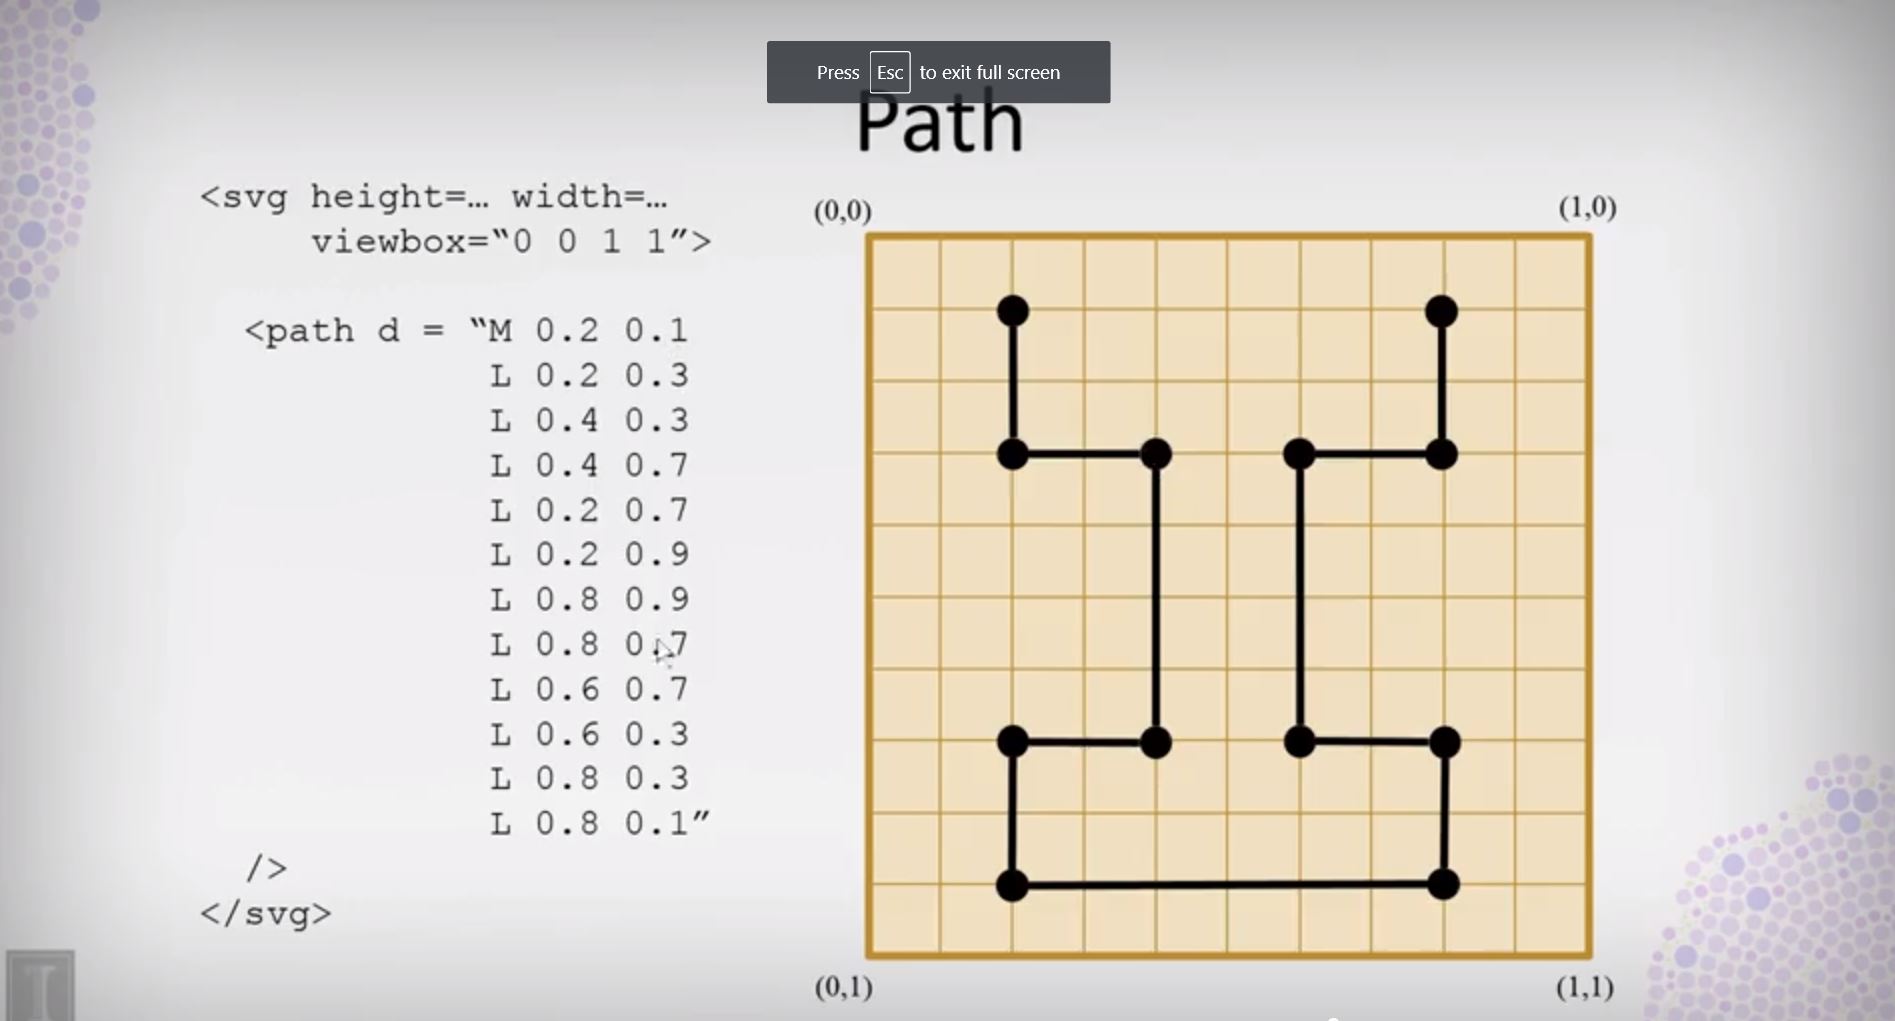 Press Esc to exit full screen
Path
<svg height=… width=…
viewbox=“0 0 1 1”>
<path d = “M 0.2 0.1
L 0.2 0.3
L 0.4 0.3
L 0.4 0.7
L 0.2 0.7
L 0.2 0.9
L 0.8 0.9
L 0.8 0.7
L 0.6 0.7
L 0.6 0.3
L 0.8 0.3
L 0.8 0.1”
/>
</svg>
(0,0)
(1,0)
(0,1)
(1,1)
I